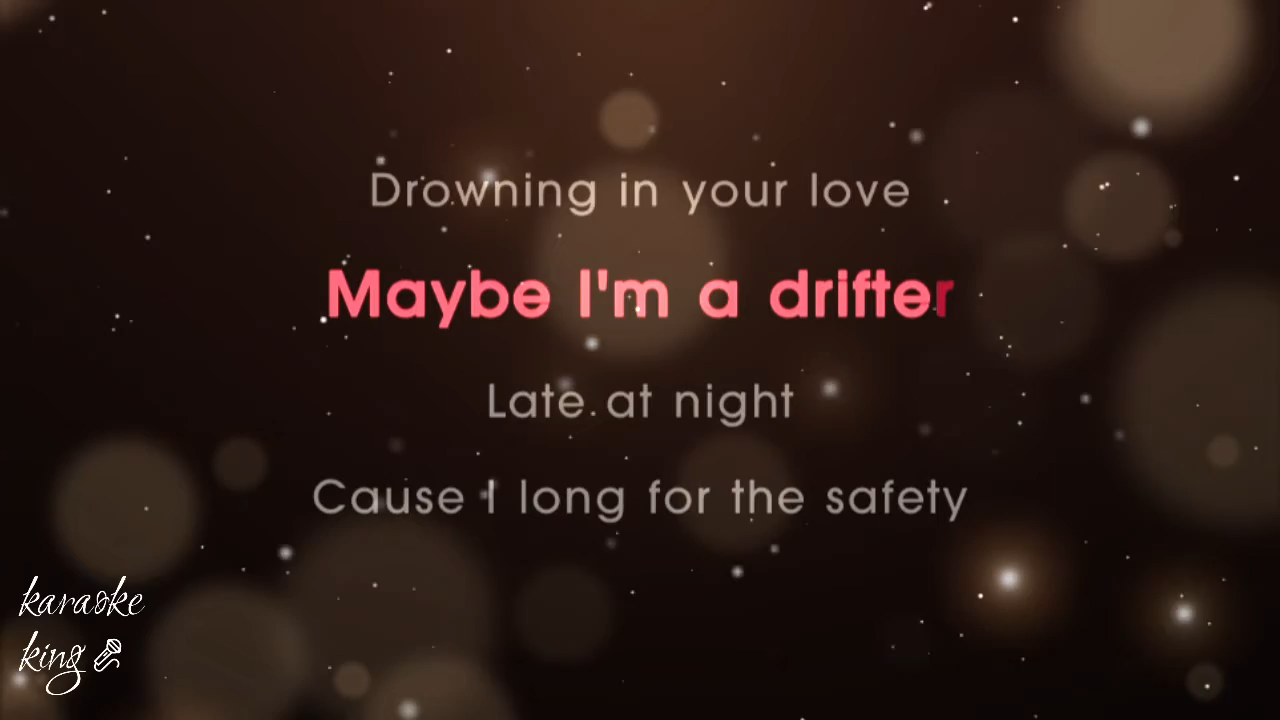 Drowning in your love
Maybe I'm a drifter
Late at night
Cause I long for the safety
karaoke
king